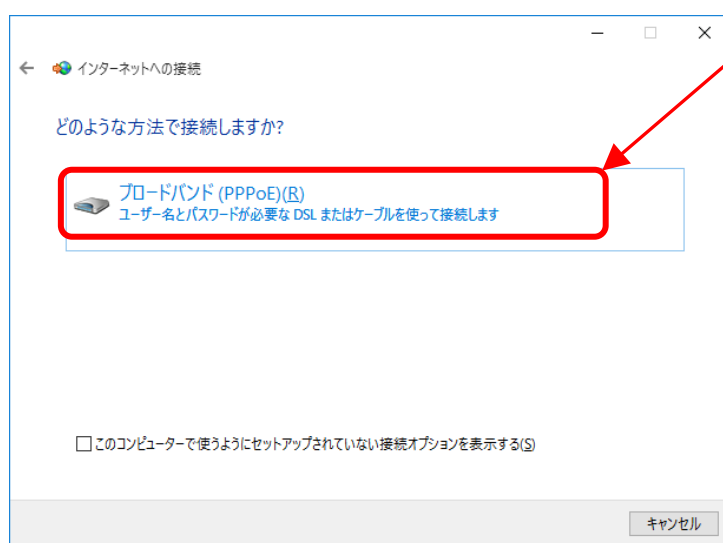 インターネットへの接続
どのような方法で接続しますか?
ブロードバンド (PPPoE)(R)
ユーザー名とパスワードが必要な DSL またはケーブルを使って接続します
このコンピューターで使うようにセットアップされていない接続オプションを表示する(S)
キャンセル